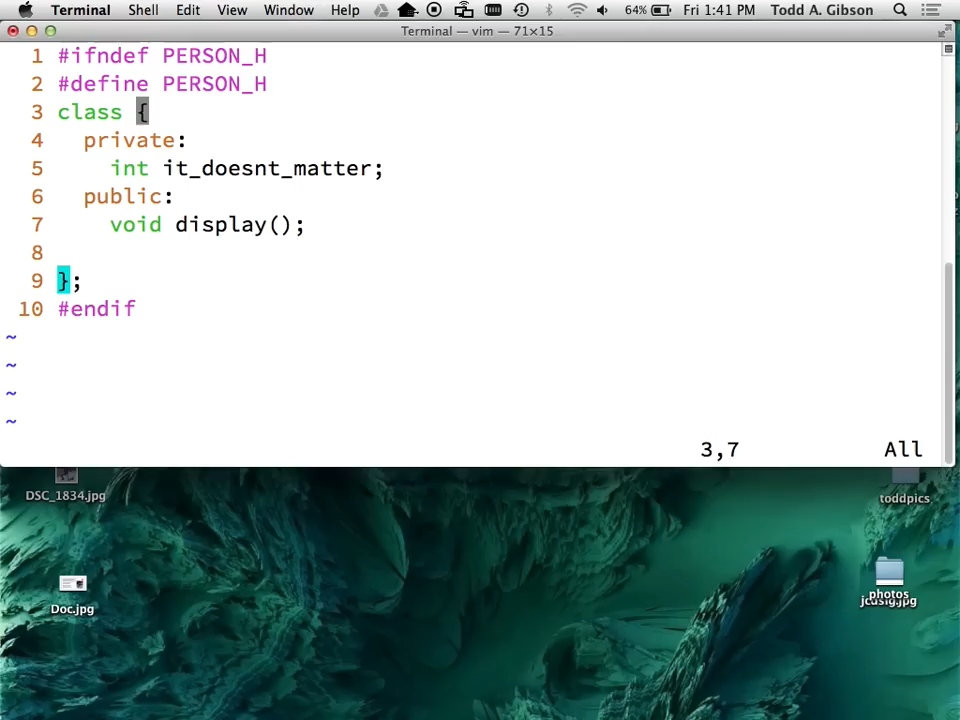 Terminal Shell Edit View Window Help 64% Fri 1:41 PM Todd A. Gibson
Terminal — vim — 71×15
1 #ifndef PERSON_H
2 #define PERSON_H
3 class {
4   private:
5     int it_doesnt_matter;
6   public:
7     void display();
8
9 };
10 #endif
~
~
~
~
3,7 All
DSC_1834.jpg
toddpics
Doc.jpg
photos
jcdsig.jpg